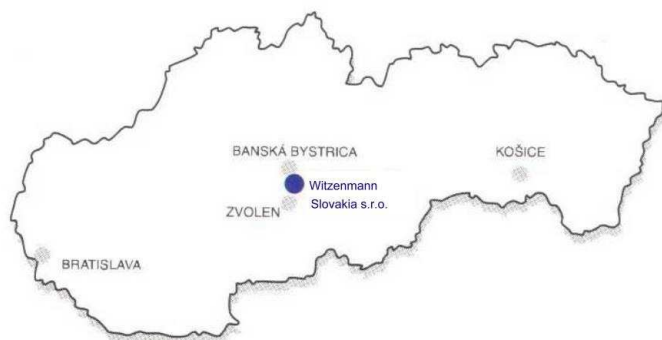 BANSKÁ BYSTRICA
KOŠICE
Witzenmann
Slovakia s.r.o.
ZVOLEN
BRATISLAVA